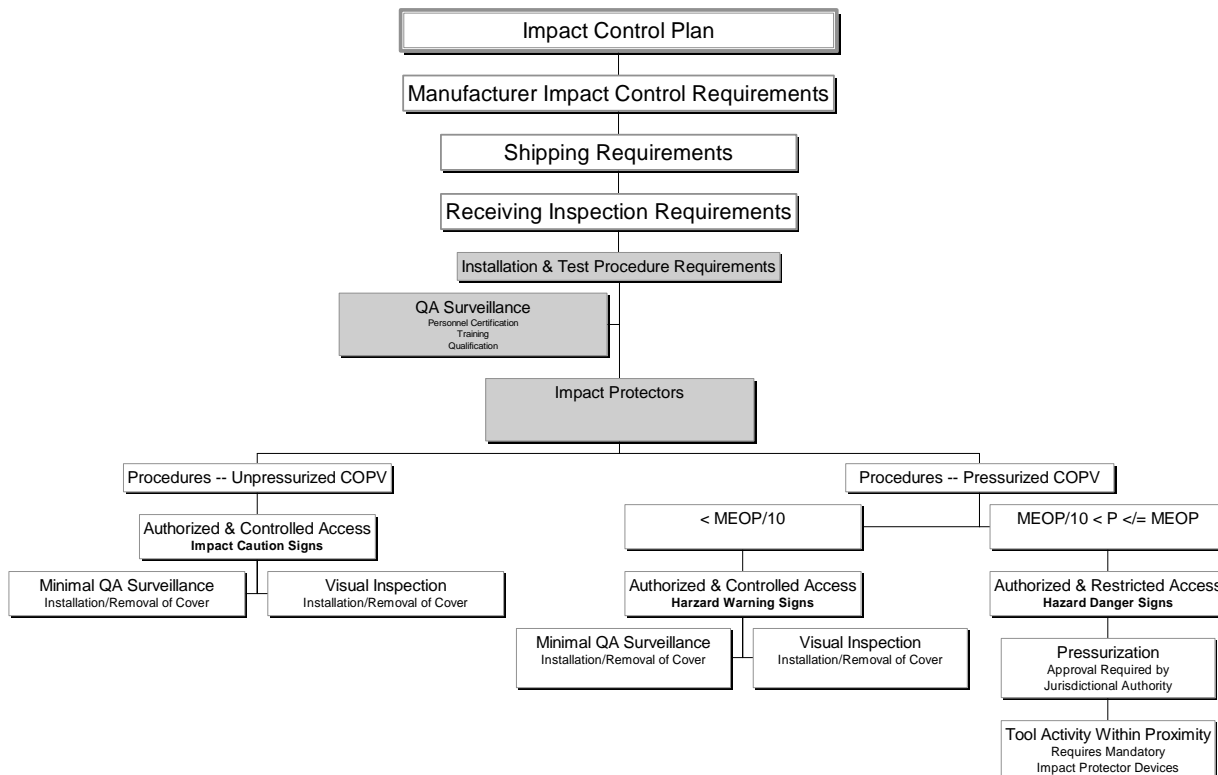 Impact Control Plan
Manufacturer Impact Control Requirements
Shipping Requirements
Receiving Inspection Requirements
Installation & Test Procedure Requirements
QA Surveillance
Personnel Certification
Training
Qualification
Impact Protectors
Procedures -- Unpressurized COPV
Authorized & Controlled Access
Impact Caution Signs
Minimal QA Surveillance
Installation/Removal of Cover
Visual Inspection
Installation/Removal of Cover
Procedures -- Pressurized COPV
< MEOP/10
Authorized & Controlled Access
Harzard Warning Signs
Minimal QA Surveillance
Installation/Removal of Cover
Visual Inspection
Installation/Removal of Cover
MEOP/10 < P </= MEOP
Authorized & Restricted Access
Hazard Danger Signs
Pressurization
Approval Required by
Jurisdictional Authority
Tool Activity Within Proximity
Requires Mandatory
Impact Protector Devices